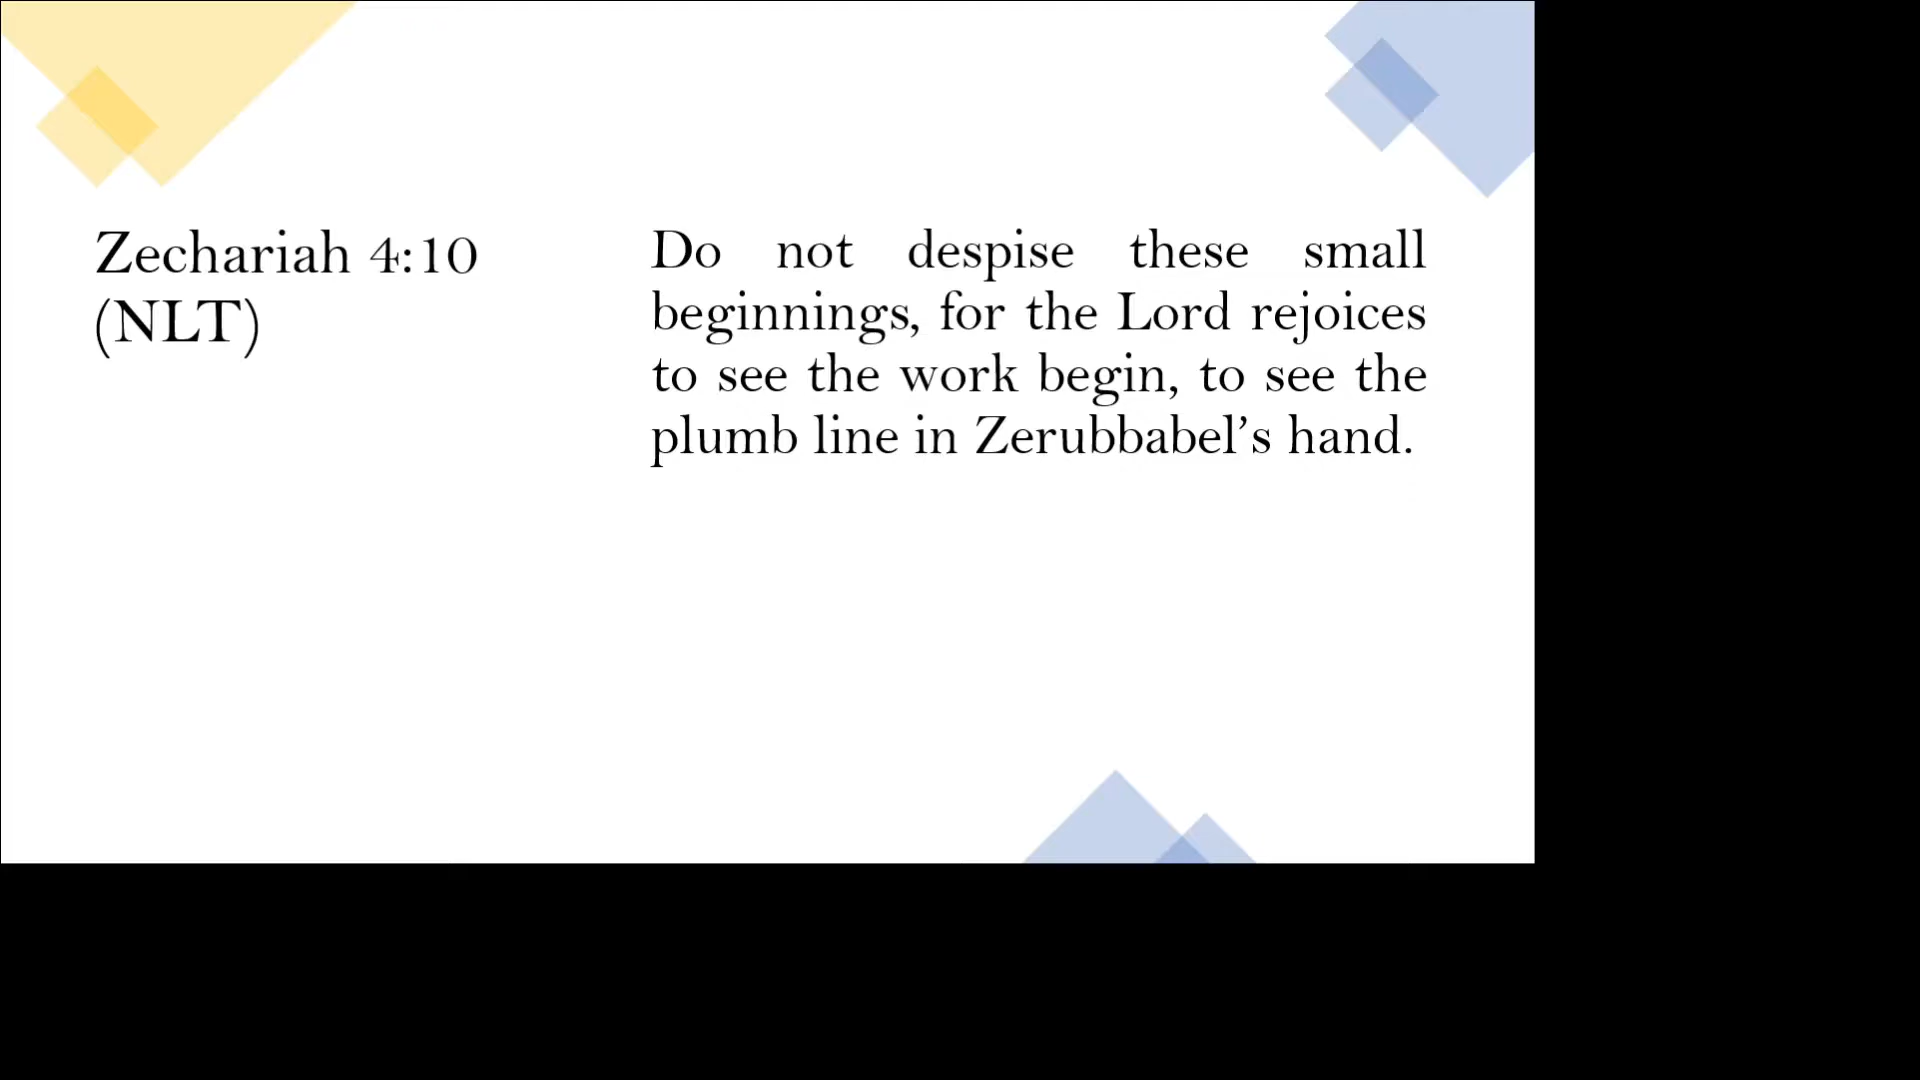 Zechariah 4:10
(NLT)
Do not despise these small
beginnings, for the Lord rejoices
to see the work begin, to see the
plumb line in Zerubbabel’s hand.